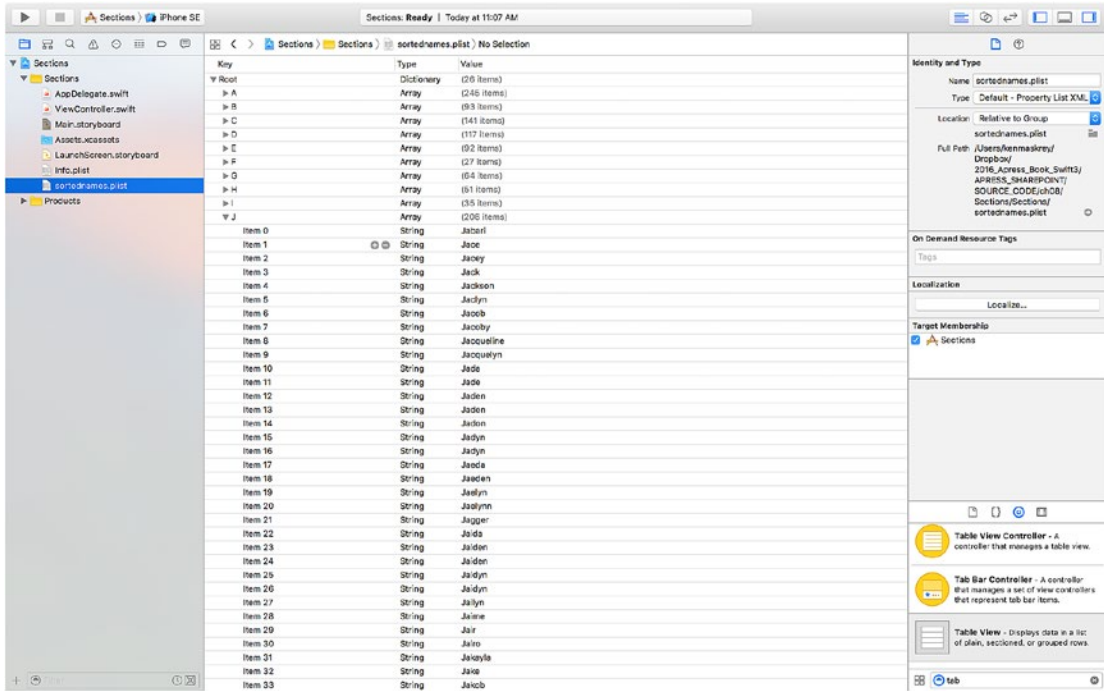 Sections iPhone SE
Sections: Ready | Today at 11:07 AM
Sections Sections sortednames.plist No Selection
Sections
Sections
AppDelegate.swift
ViewController.swift
Main.storyboard
Assets.xcassets
LaunchScreen.storyboard
Info.plist
sortednames.plist
Products
Key Type Value
Root Dictionary (26 items)
A Array (246 items)
B Array (93 items)
C Array (141 items)
D Array (117 items)
E Array (92 items)
F Array (27 items)
G Array (64 items)
H Array (51 items)
I Array (35 items)
J Array (206 items)
Item 0 String Jabari
Item 1 String Jace
Item 2 String Jacey
Item 3 String Jack
Item 4 String Jackson
Item 5 String Jaclyn
Item 6 String Jacob
Item 7 String Jacoby
Item 8 String Jacqueline
Item 9 String Jacquelyn
Item 10 String Jada
Item 11 String Jade
Item 12 String Jaden
Item 13 String Jaden
Item 14 String Jadon
Item 15 String Jadyn
Item 16 String Jadyn
Item 17 String Jaeda
Item 18 String Jaeden
Item 19 String Jaelyn
Item 20 String Jaelynn
Item 21 String Jagger
Item 22 String Jaida
Item 23 String Jaiden
Item 24 String Jaiden
Item 25 String Jaidyn
Item 26 String Jaidyn
Item 27 String Jailyn
Item 28 String Jaime
Item 29 String Jair
Item 30 String Jairo
Item 31 String Jakayla
Item 32 String Jake
Item 33 String Jakob
Identity and Type
Name sortednames.plist
Type Default - Property List XML
Location Relative to Group
sortednames.plist
Full Path /Users/kenmaskrey/
Dropbox/
2016_Apress_Book_Swift3/
APRESS_SHAREPOINT/
SOURCE_CODE/ch08/
Sections/Sections/
sortednames.plist
On Demand Resource Tags
Tags
Localization
Localize...
Target Membership
Sections
Table View Controller - A
controller that manages a table view.
Tab Bar Controller - A controller
that manages a set of view controllers
that represent tab bar items.
Table View - Displays data in a list
of plain, sectioned, or grouped rows.
tab